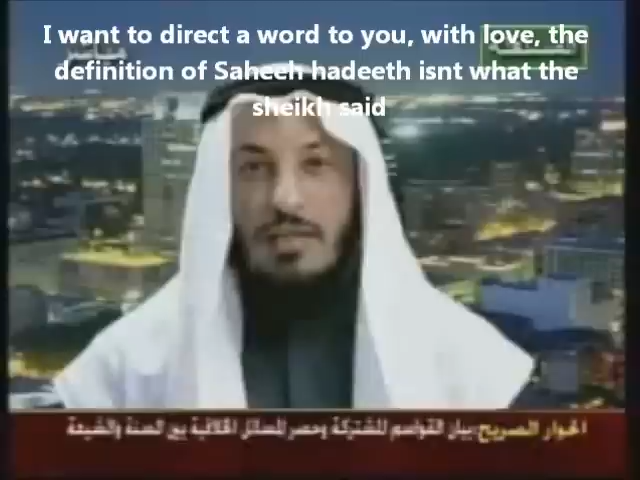 مباشر
I want to direct a word to you, with love, the
definition of Saheeh hadeeth isnt what the
sheikh said
الحوار الصريح: بيان القواسم المشتركة وحصر المسائل الخلافية بين السنة والشيعة